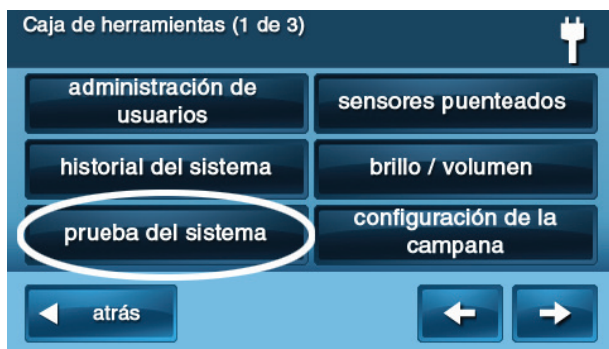 Caja de herramientas (1 de 3)
administración de
usuarios
sensores puenteados
historial del sistema
brillo / volumen
prueba del sistema
configuración de la
campana
atrás